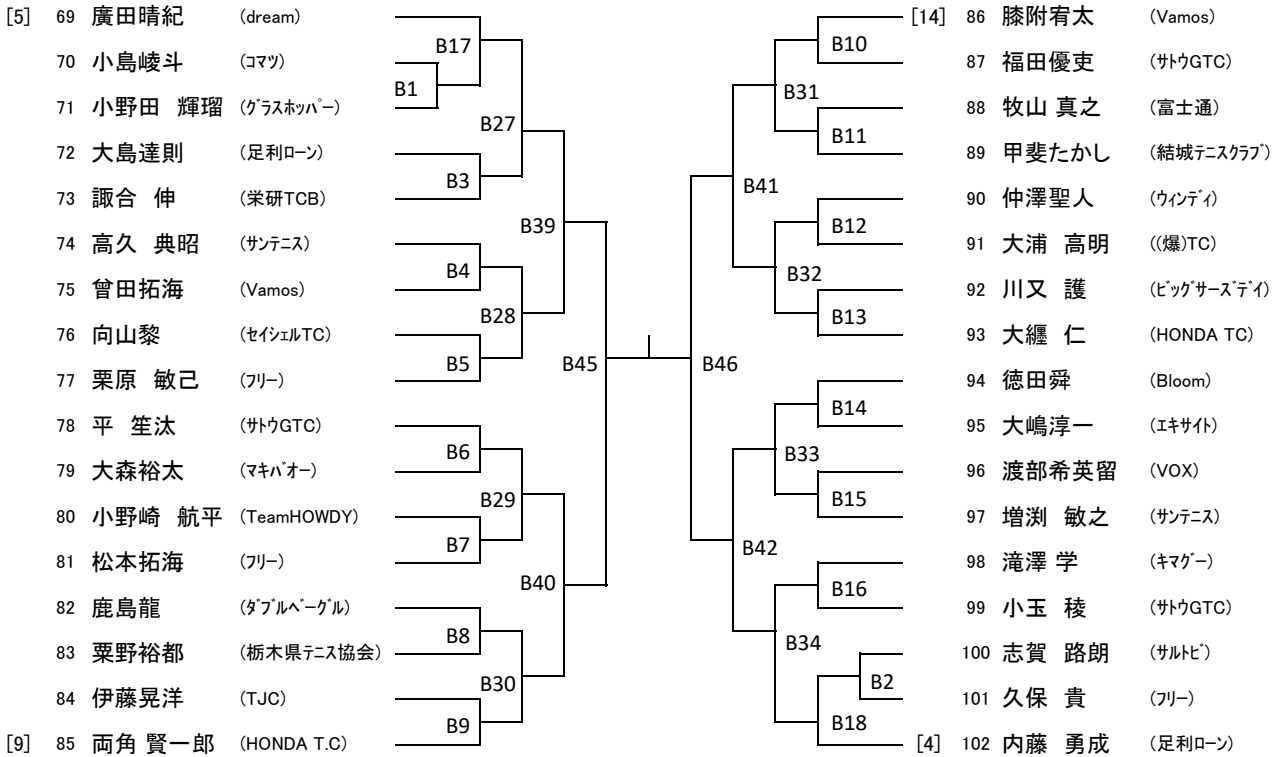 [5] 69 廣田晴紀 (dream)
70 小島崚斗 (ｺﾏﾂ)
71 小野田 輝瑠 (ｸﾞﾗｽﾎｯﾊﾟｰ)
72 大島達則 (足利ﾛｰﾝ)
73 諏合 伸 (栄研TCB)
74 高久 典昭 (ｻﾝﾃﾆｽ)
75 曾田拓海 (Vamos)
76 向山黎 (ｾｲｼｪﾙTC)
77 栗原 敏己 (ﾌﾘｰ)
78 平 笙汰 (ｻﾄｳGTC)
79 大森裕太 (ﾏｷﾊﾞｵｰ)
80 小野崎 航平 (TeamHOWDY)
81 松本拓海 (ﾌﾘｰ)
82 鹿島龍 (ﾀﾞﾌﾞﾙﾍﾞｰｸﾞﾙ)
83 粟野裕都 (栃木県ﾃﾆｽ協会)
84 伊藤晃洋 (TJC)
[9] 85 両角 賢一郎 (HONDA T.C)
B17
B1
B27
B3
B39
B4
B28
B5
B45
B6
B29
B7
B40
B8
B30
B9
B10
B31
B11
B41
B12
B32
B13
B46
B14
B33
B15
B42
B16
B34
B2
B18
[14] 86 膝附宥太 (Vamos)
87 福田優吏 (ｻﾄｳGTC)
88 牧山 真之 (富士通)
89 甲斐たかし (結城ﾃﾆｽｸﾗﾌﾞ)
90 仲澤聖人 (ｳｨﾝﾃﾞｨ)
91 大浦 高明 ((爆)TC)
92 川又 護 (ﾋﾞｯｸﾞｻｰｽﾞﾃﾞｲ)
93 大纒 仁 (HONDA TC)
94 徳田舜 (Bloom)
95 大嶋淳一 (ｴｷｻｲﾄ)
96 渡部希英留 (VOX)
97 増渕 敏之 (ｻﾝﾃﾆｽ)
98 滝澤 学 (ｷﾏｸﾞｰ)
99 小玉 稜 (ｻﾄｳGTC)
100 志賀 路朗 (ｻﾙﾄﾋﾞ)
101 久保 貴 (ﾌﾘｰ)
[4] 102 内藤 勇成 (足利ﾛｰﾝ)